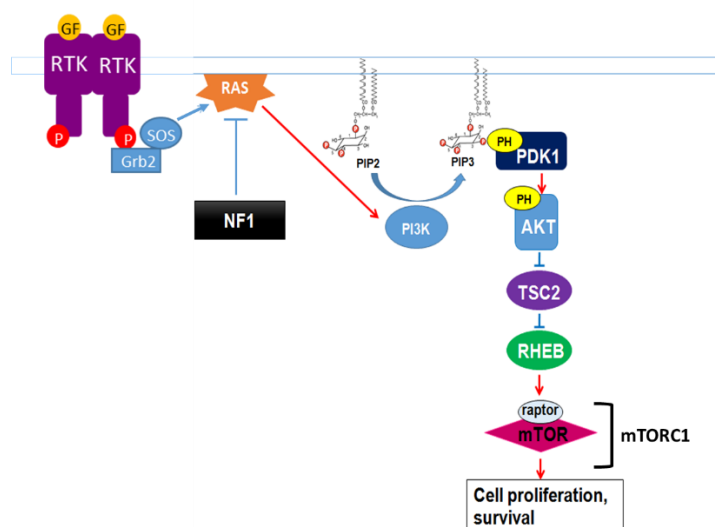 GF
GF
RTK
RTK
P
P
SOS
Grb2
RAS
NF1
PIP2
PIP3
PI3K
PH
PDK1
PH
AKT
TSC2
RHEB
raptor
mTOR
mTORC1
Cell proliferation,
survival